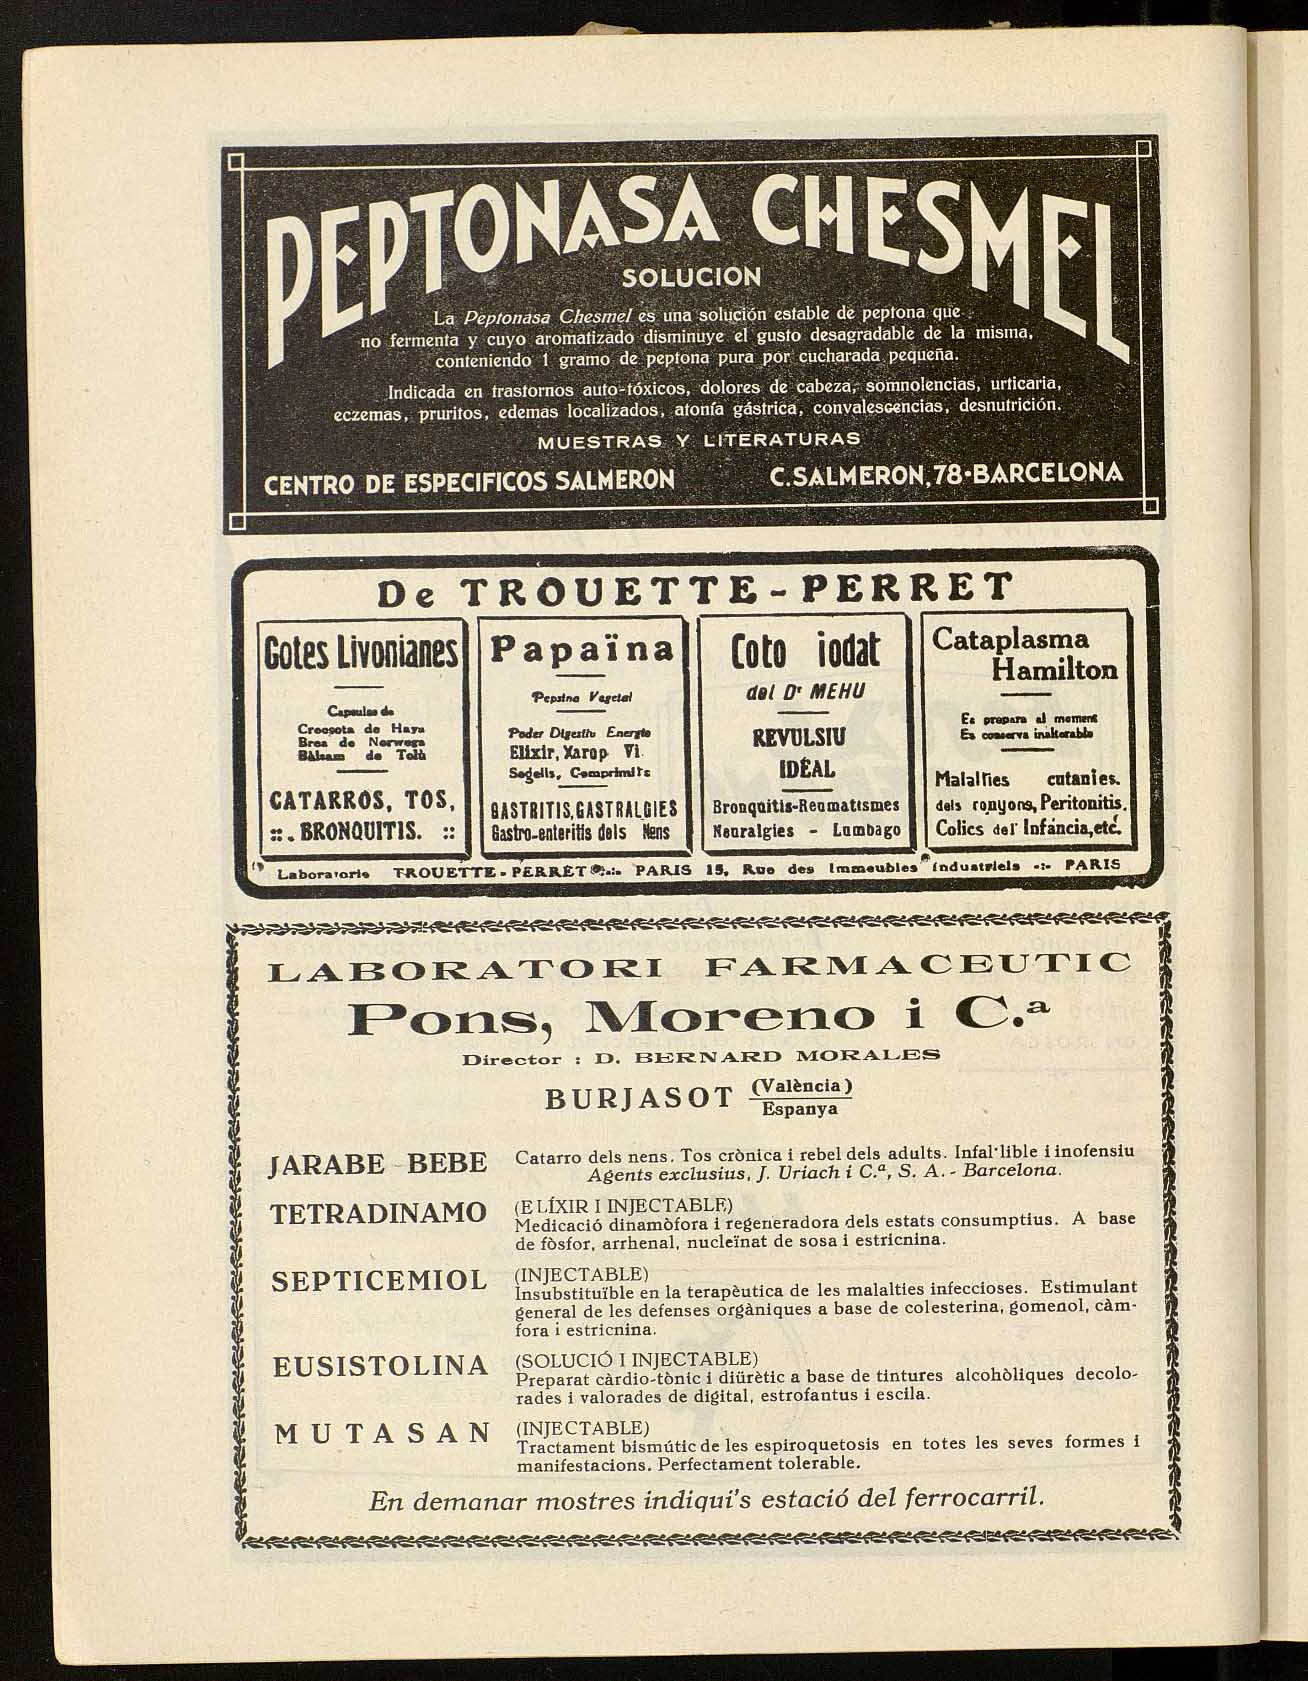 PEPTONASA CHESMEL
SOLUCION
La Peptonasa Chesmel es una solución estable de peptona que
no fermenta y cuyo aromatizado disminuye el gusto desagradable de la misma,
conteniendo 1 gramo de peptona pura por cucharada pequeña.
Indicada en trastornos auto-tóxicos, dolores de cabeza, somnolencias, urticaria,
eczemas, pruritos, edemas localizados, atonía gástrica, convalescencias, desnutrición.
MUESTRAS Y LITERATURAS
CENTRO DE ESPECIFICOS SALMERON C. SALMERON, 78·BARCELONA
De TROUETTE-PERRET
Gotes Livonianes
Capsules de
Creosota de Haya
Brea de Norwega
Bàlsam de Tolù
CATARROS, TOS,
::. BRONQUITIS. ::
Papaïna
Pepsina Vegetal
Poder Digestiu Energic
Elixir, Xarop Vi
Segells, Comprimits
GASTRITIS, GASTRALGIES
Gastro-enteritis dels Nens
Coto iodat
del Dr MEHU
REVULSIU
IDÉAL
Bronquitis-Reumatismes
Neuralgies - Lumbago
Cataplasma
Hamilton
Es prepara al moment
Es conserva inalterable
Malalties cutanies.
dels ronyons, Peritonitis.
Colics del' Infáncia, etc.
Laboratoris TROUETTE-PERRET -:- PARIS 15, Rue des Immeubles Industriels -:- PARIS
LABORATORI FARMACEUTIC
Pons, Moreno i C.ª
Director : D. BERNARD MORALES
BURJASOT (València)
Espanya
JARABE BEBE Catarro dels nens. Tos crònica i rebel dels adults. Infal·lible i inofensiu
Agents exclusius, J. Uriach i C.ª, S. A. - Barcelona.
TETRADINAMO (ELÍXIR I INJECTABLE)
Medicació dinamòfora i regeneradora dels estats consumptius. A base
de fòsfor, arrhenal, nucleïnat de sosa i estricnina.
SEPTICEMIOL (INJECTABLE)
Insubstituïble en la terapèutica de les malalties infeccioses. Estimulant
general de les defenses orgàniques a base de colesterina, gomenol, càm-
fora i estricnina.
EUSISTOLINA (SOLUCIÓ I INJECTABLE)
Preparat càrdio-tònic i diürètic a base de tintures alcohòliques decolo-
rades i valorades de digital, estrofantus i escila.
MUTASAN (INJECTABLE)
Tractament bismútic de les espiroquetosis en totes les seves formes i
manifestacions. Perfectament tolerable.
En demanar mostres indiqui's estació del ferrocarril.